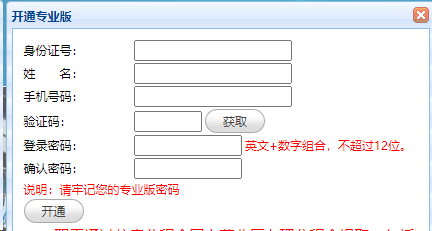 开通专业版
身份证号：
姓　　名：
手机号码：
验证码：　获取
登录密码：　英文+数字组合，不超过12位。
确认密码：
说明：请牢记您的专业版密码
开通